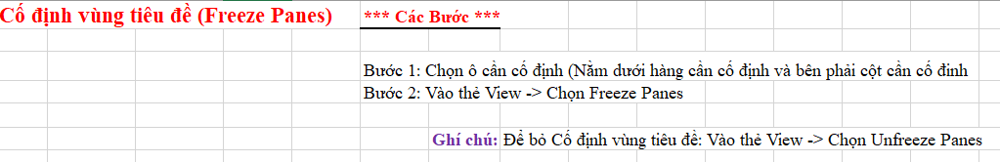 Cố định vùng tiêu đề (Freeze Panes) *** Các Bước ***
Bước 1: Chọn ô cần cố định (Nằm dưới hàng cần cố định và bên phải cột cần cố đinh
Bước 2: Vào thẻ View -> Chọn Freeze Panes
Ghí chú: Để bỏ Cố định vùng tiêu đề: Vào thẻ View -> Chọn Unfreeze Panes